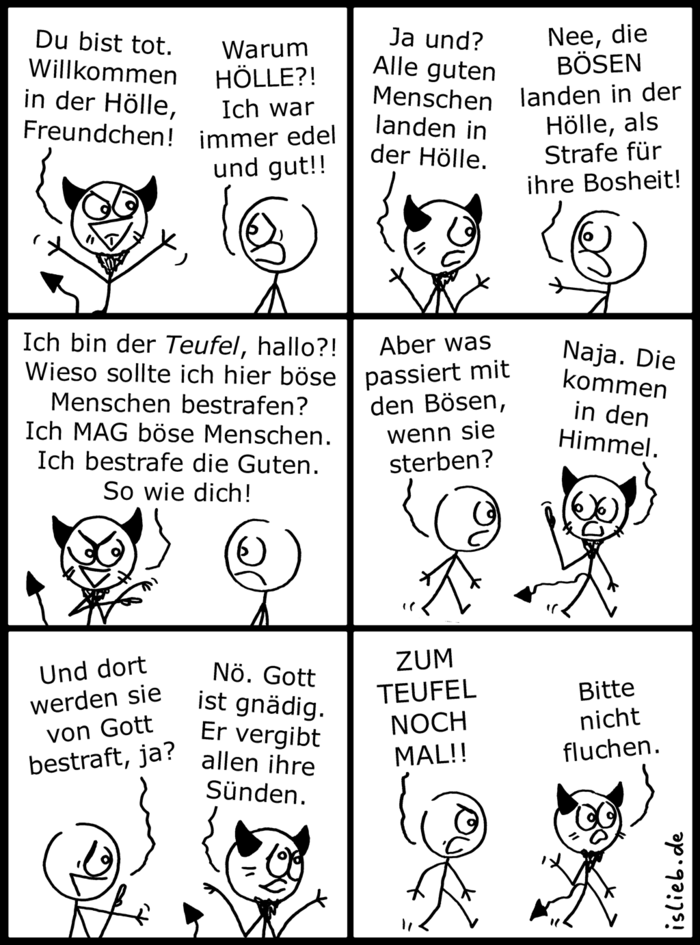 Du bist tot.
Willkommen
in der Hölle,
Freundchen!
Warum
HÖLLE?!
Ich war
immer edel
und gut!!
Ja und?
Alle guten
Menschen
landen in
der Hölle.
Nee, die
BÖSEN
landen in der
Hölle, als
Strafe für
ihre Bosheit!
Ich bin der Teufel, hallo?!
Wieso sollte ich hier böse
Menschen bestrafen?
Ich MAG böse Menschen.
Ich bestrafe die Guten.
So wie dich!
Aber was
passiert mit
den Bösen,
wenn sie
sterben?
Naja. Die
kommen
in den
Himmel.
Und dort
werden sie
von Gott
bestraft, ja?
Nö. Gott
ist gnädig.
Er vergibt
allen ihre
Sünden.
ZUM
TEUFEL
NOCH
MAL!!
Bitte
nicht
fluchen.
islieb.de